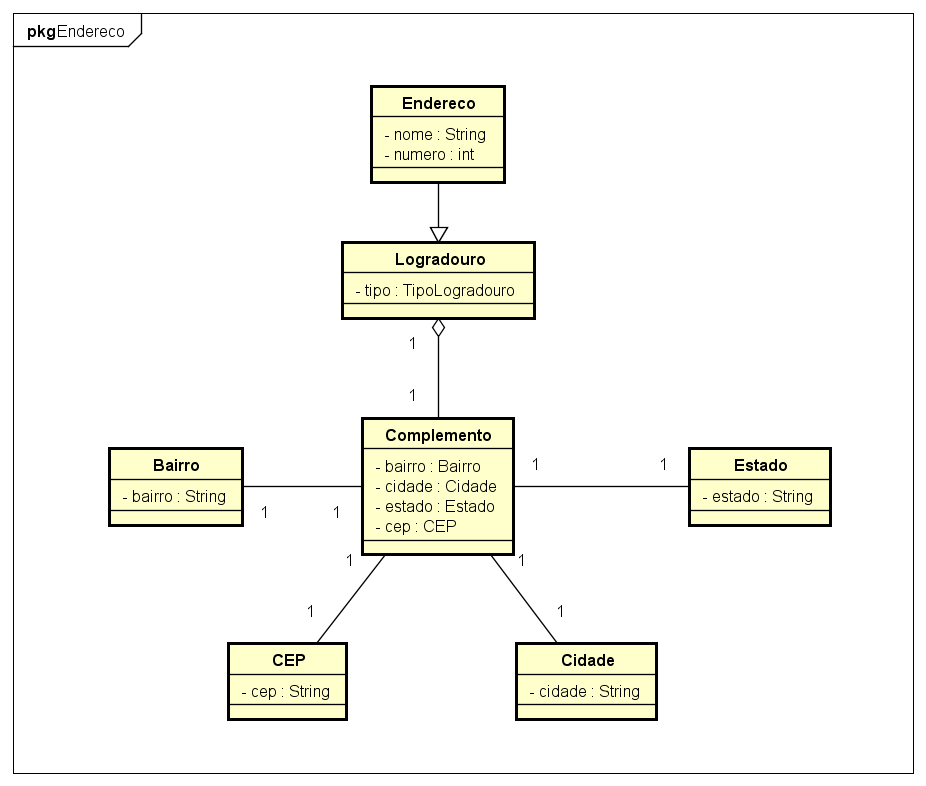 pkgEndereco
Endereco
- nome : String
- numero : int
Logradouro
- tipo : TipoLogradouro
1
1
Complemento
- bairro : Bairro
- cidade : Cidade
- estado : Estado
- cep : CEP
Bairro
- bairro : String
1
1
1
1
Estado
- estado : String
1
1
1
1
CEP
- cep : String
Cidade
- cidade : String